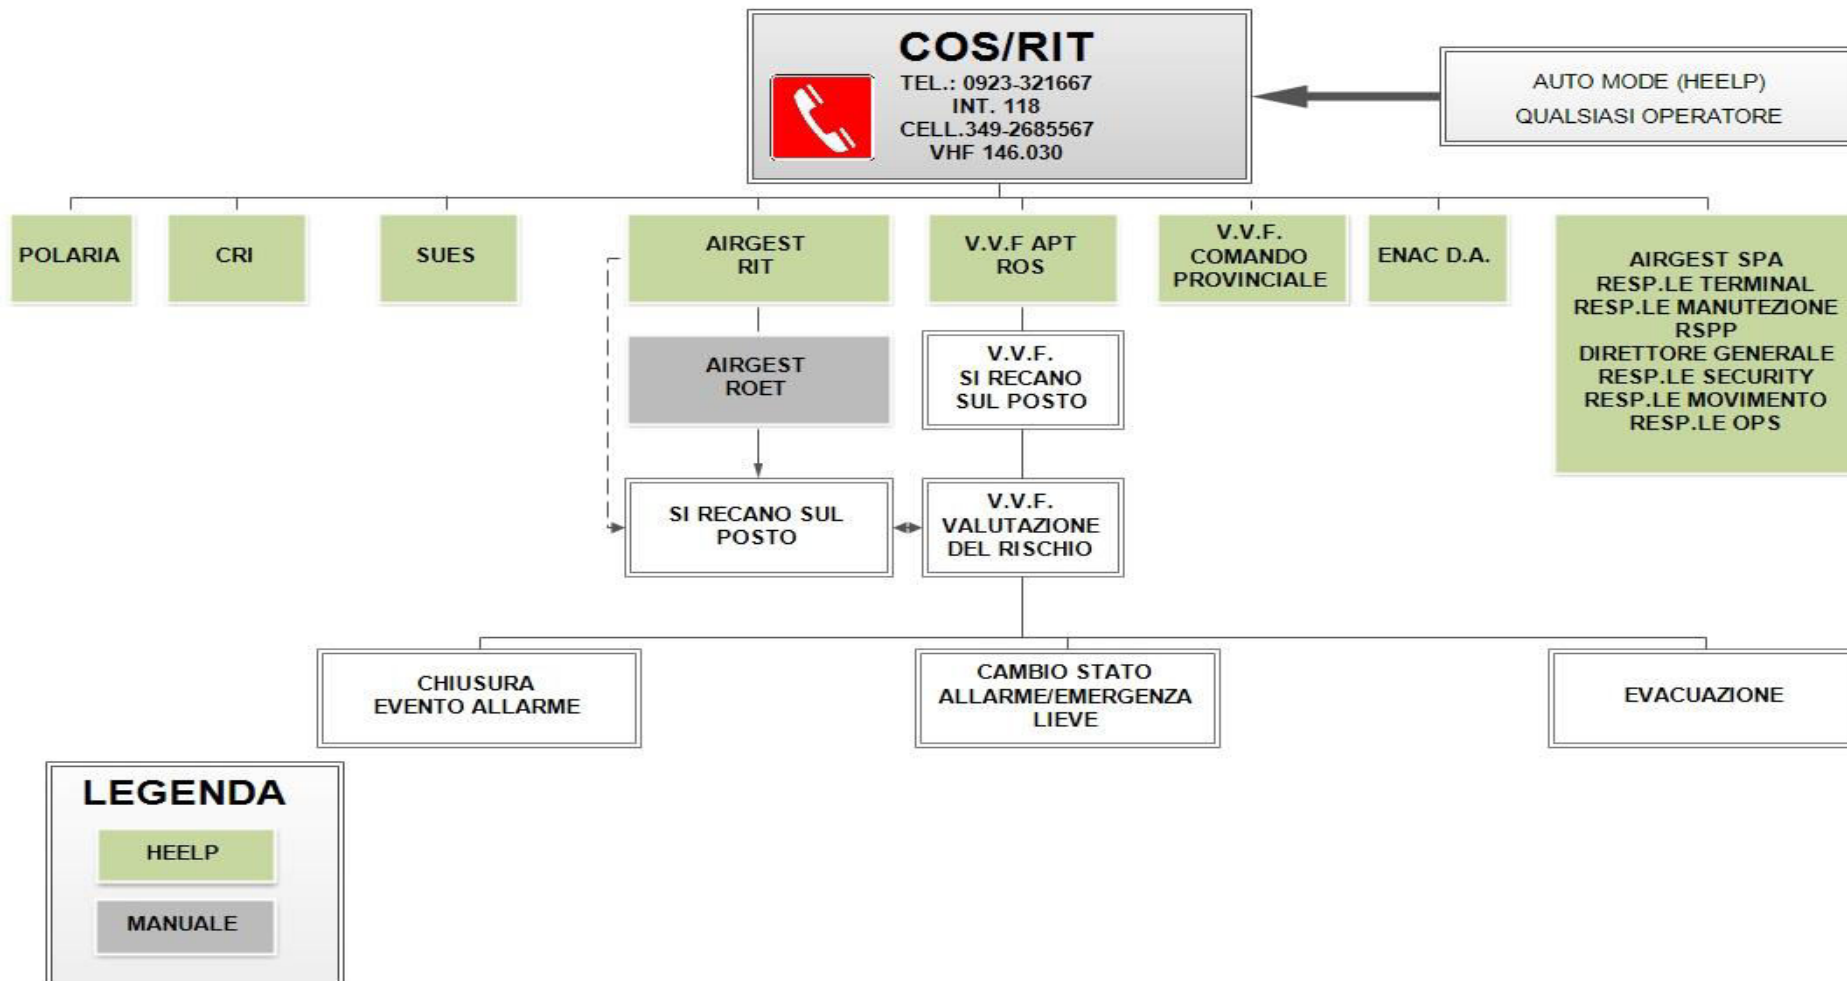 COS/RIT
TEL.: 0923-321667
INT. 118
CELL.349-2685567
VHF 146.030
AUTO MODE (HEELP)
QUALSIASI OPERATORE
POLARIA
CRI
SUES
AIRGEST
RIT
V.V.F APT
ROS
V.V.F.
COMANDO
PROVINCIALE
ENAC D.A.
AIRGEST SPA
RESP.LE TERMINAL
RESP.LE MANUTEZIONE
RSPP
DIRETTORE GENERALE
RESP.LE SECURITY
RESP.LE MOVIMENTO
RESP.LE OPS
AIRGEST
ROET
V.V.F.
SI RECANO
SUL POSTO
SI RECANO SUL
POSTO
V.V.F.
VALUTAZIONE
DEL RISCHIO
CHIUSURA
EVENTO ALLARME
CAMBIO STATO
ALLARME/EMERGENZA
LIEVE
EVACUAZIONE
LEGENDA
HEELP
MANUALE